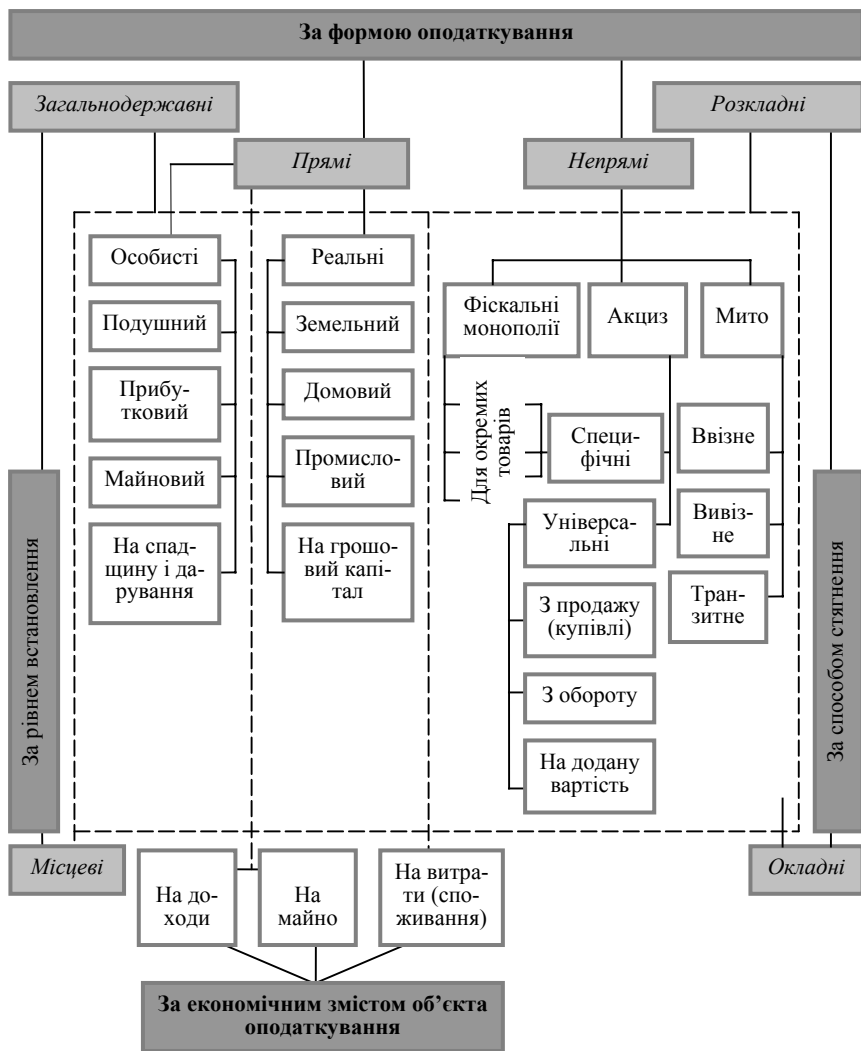 За формою оподаткування
Загальнодержавні
Розкладні
Прямі
Непрямі
Особисті
Подушний
Прибу-
тковий
Майновий
На спад-
щину і да-
рування
Реальні
Земельний
Домовий
Промисло-
вий
На грошо-
вий капі-
тал
Фіскальні
монополії
Акциз
Мито
Для окремих
товарів
Специ-
фічні
Універса-
льні
З продажу
(купівлі)
З обороту
На додану
вартість
Ввізне
Вивіз-
не
Тран-
зитне
За рівнем встановлення
За способом стягнення
Місцеві
Окладні
На до-
ходи
На
майно
На витра-
ти (спо-
живання)
За економічним змістом об’єкта
оподаткування